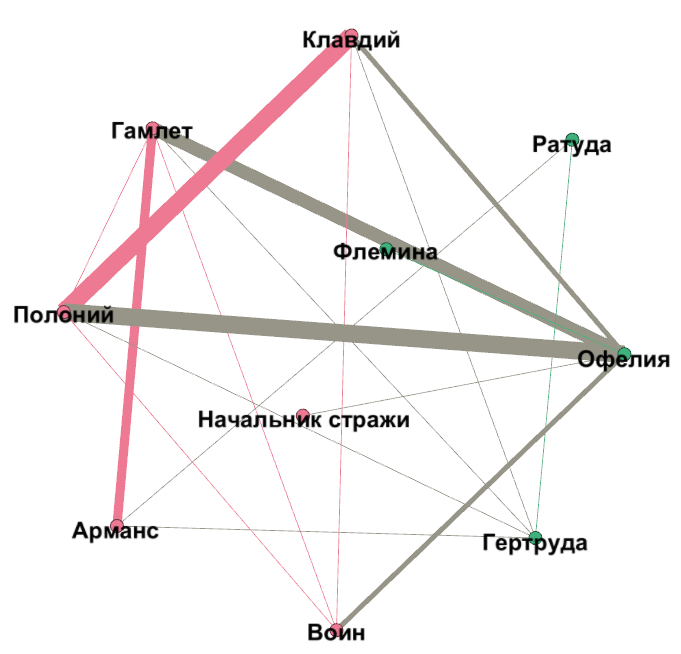 Клавдий
Гамлет
Ратуда
Флемина
Полоний
Офелия
Начальник стражи
Арманс
Гертруда
Воин